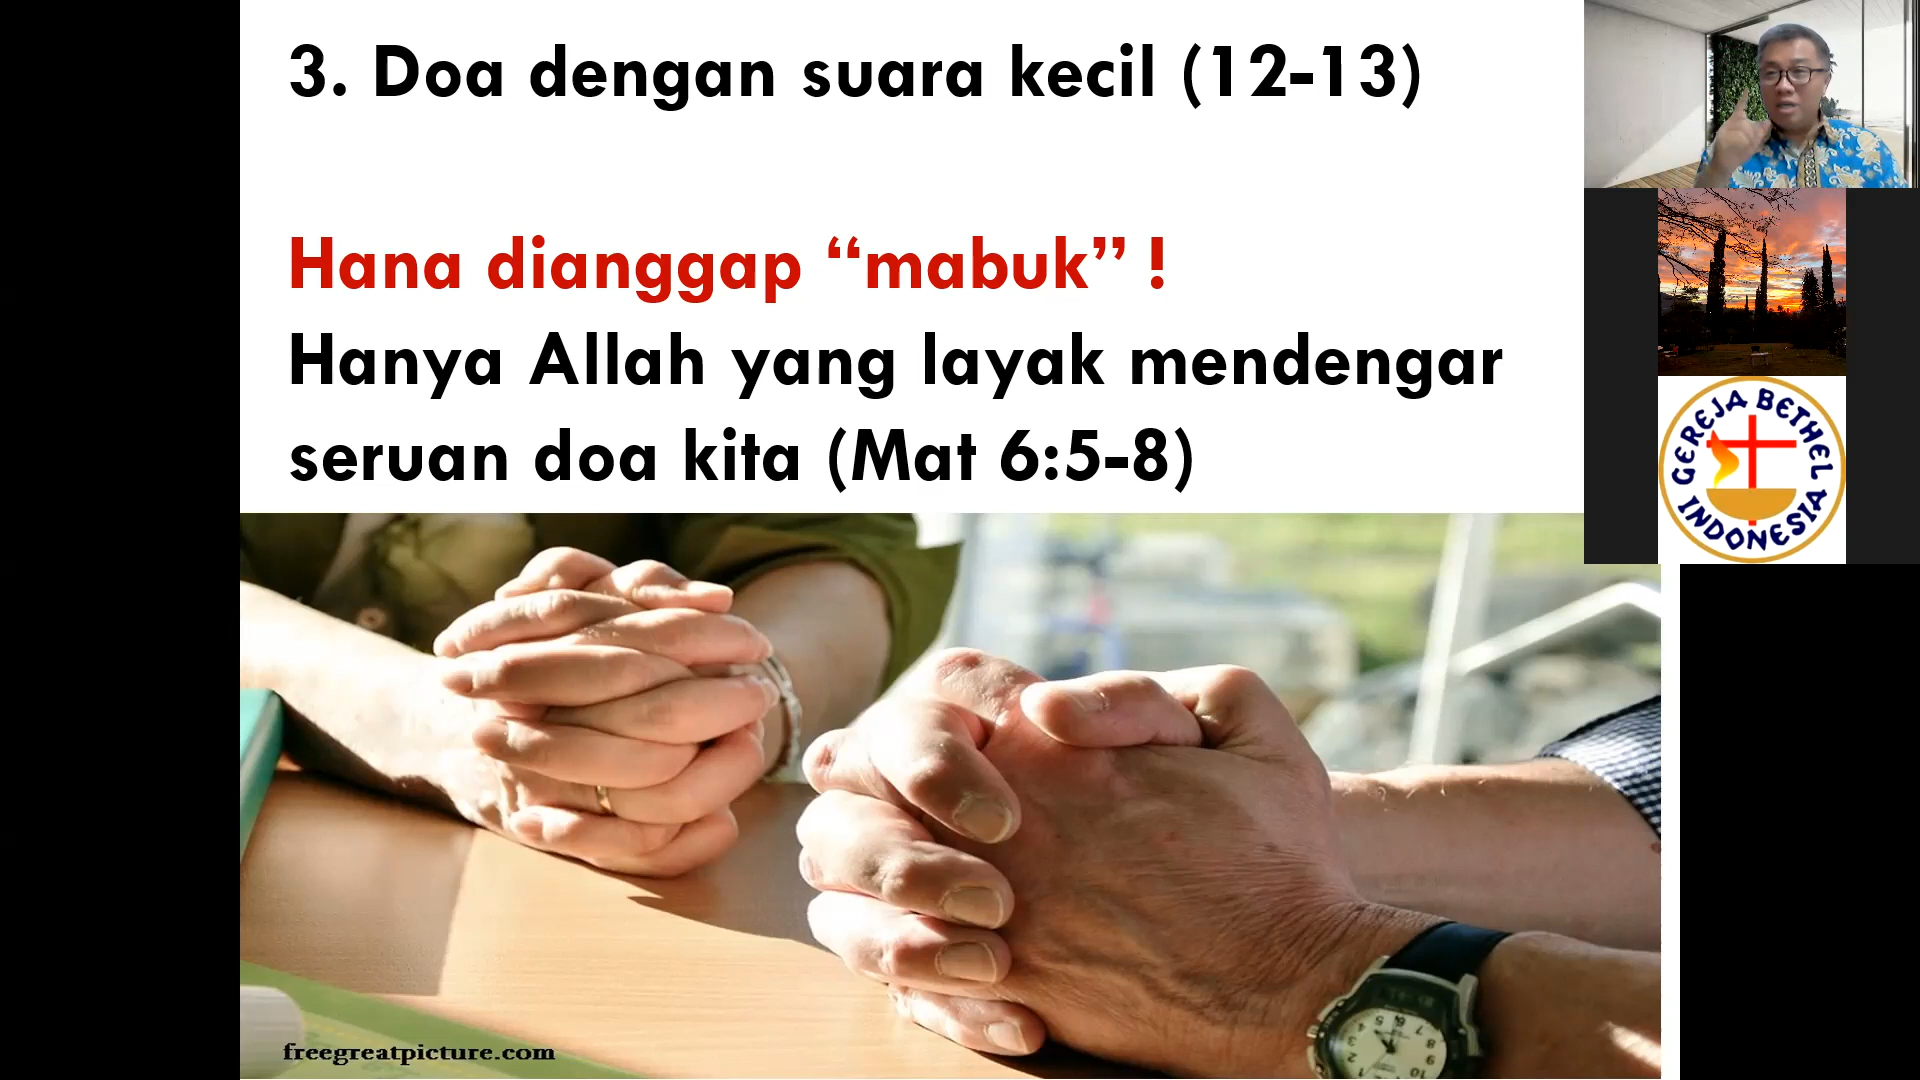 3. Doa dengan suara kecil (12-13)
Hana dianggap “mabuk” !
Hanya Allah yang layak mendengar
seruan doa kita (Mat 6:5-8)
GEREJA BETHEL
INDONESIA
freegreatpicture.com